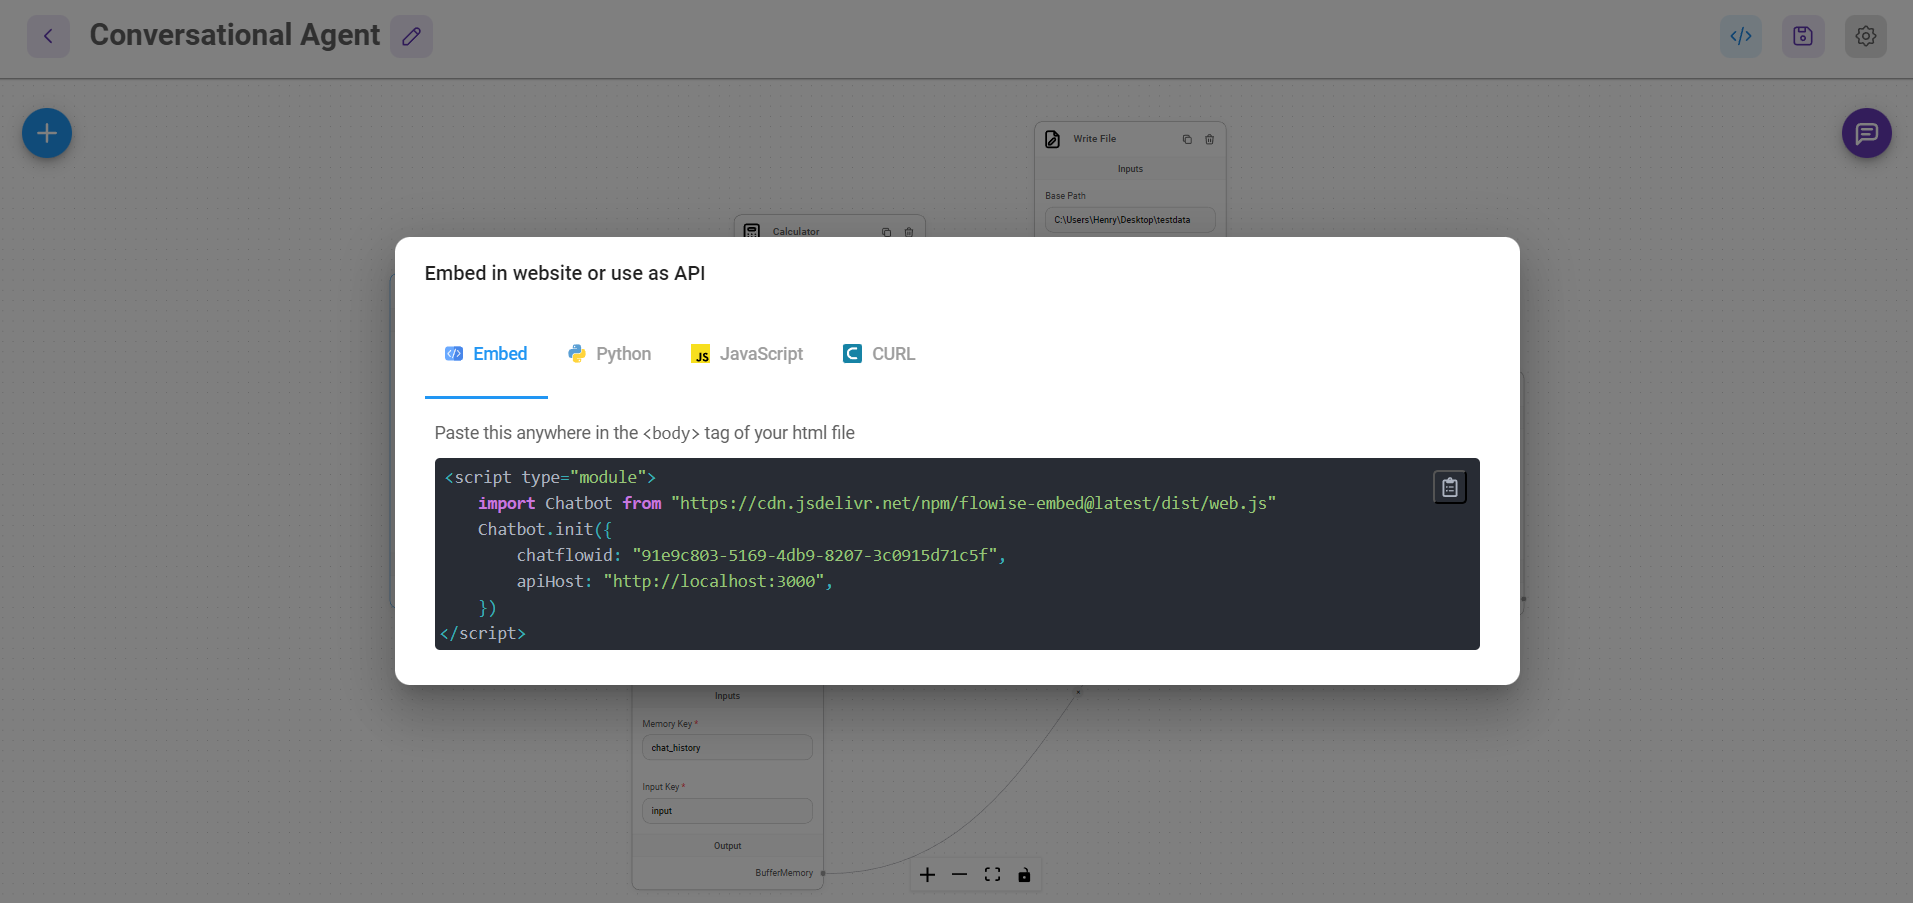 Conversational Agent
Write File
Inputs
Base Path
C:\Users\Henry\Desktop\testdata
Calculator
Embed in website or use as API
Embed
Python
JS JavaScript
C CURL
Paste this anywhere in the <body> tag of your html file
<script type="module">
    import Chatbot from "https://cdn.jsdelivr.net/npm/flowise-embed@latest/dist/web.js"
    Chatbot.init({
        chatflowid: "91e9c803-5169-4db9-8207-3c0915d71c5f",
        apiHost: "http://localhost:3000",
    })
</script>
Inputs
Memory Key *
chat_history
Input Key *
input
Output
BufferMemory